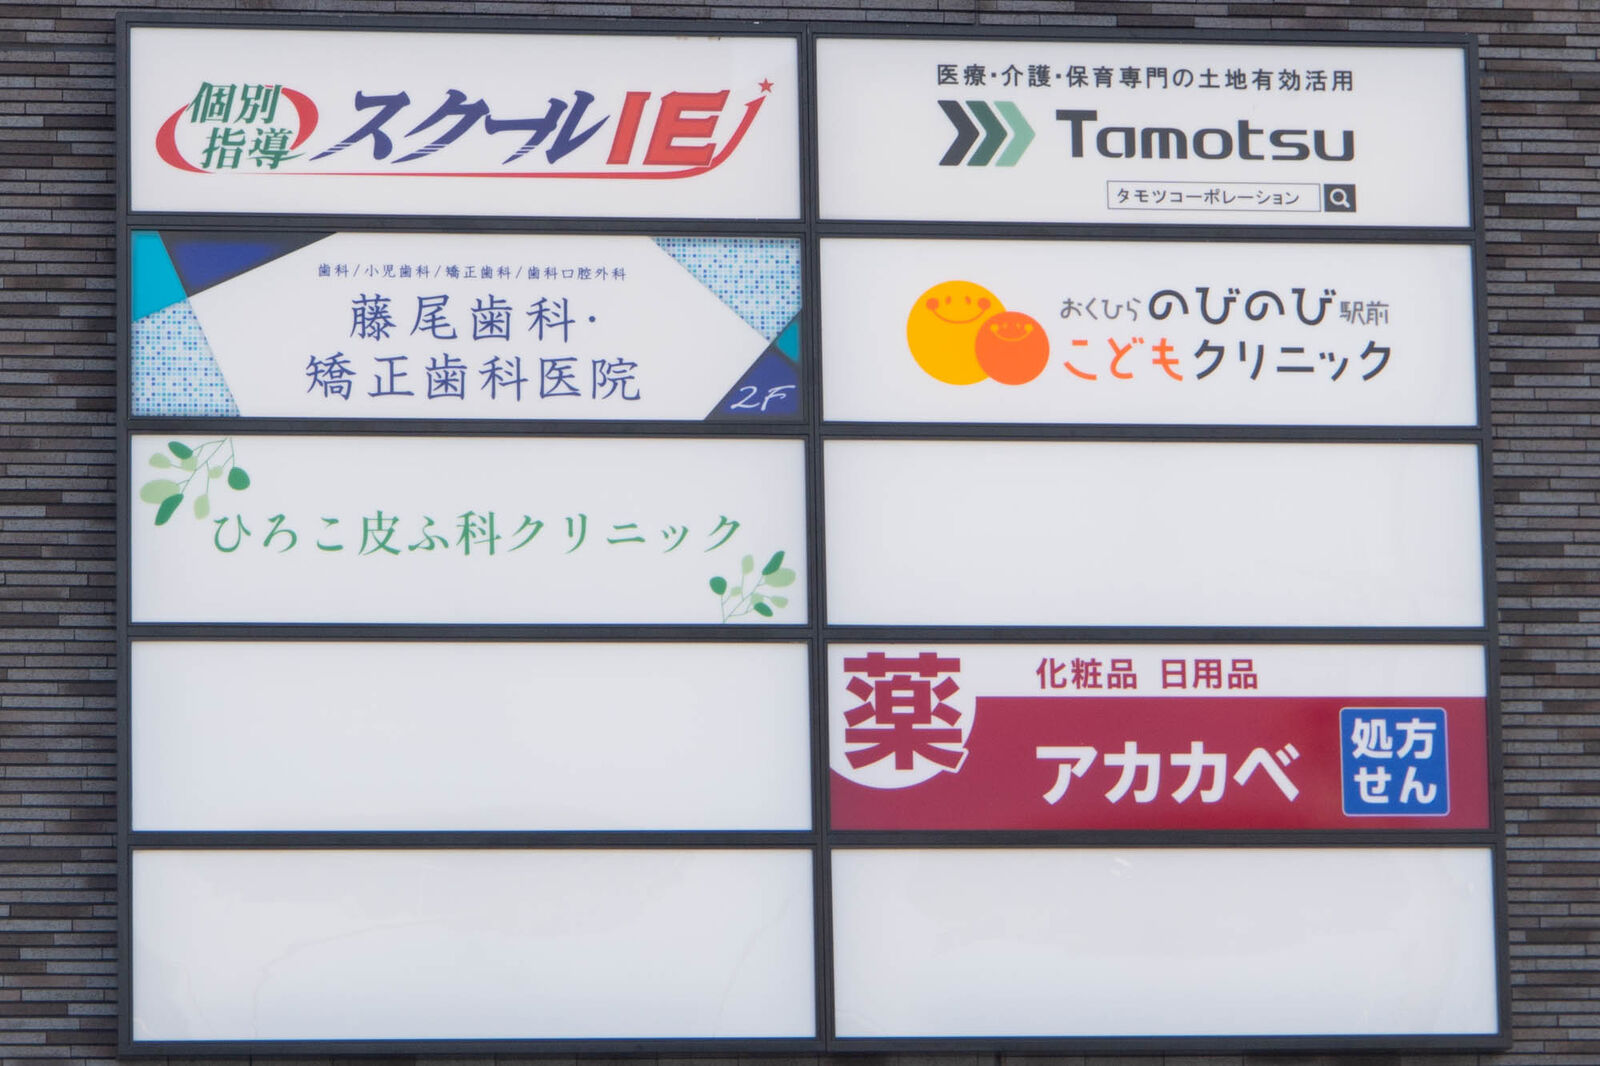 個別
指導
スクールIE
医療・介護・保育専門の土地有効活用
Tamotsu
タモツコーポレーション
歯科/小児歯科/矯正歯科/歯科口腔外科
藤尾歯科・
矯正歯科医院
2F
おくひら のびのび 駅前
こどもクリニック
ひろこ皮ふ科クリニック
薬
化粧品 日用品
アカカベ
処方
せん